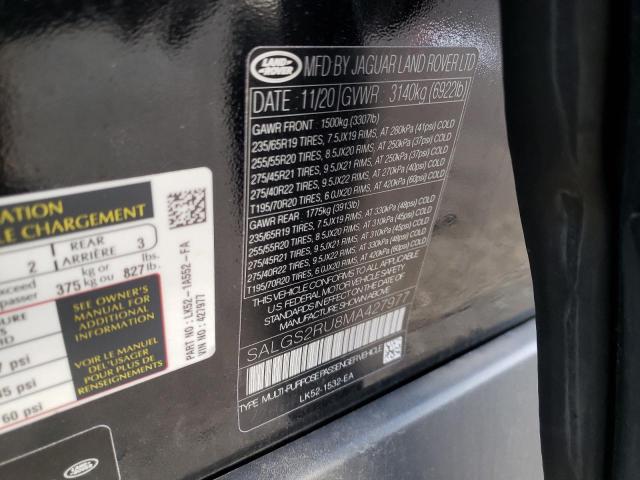 LAND
ROVER
MFD BY JAGUAR LAND ROVER LTD
DATE : 11/20 GVWR : 3140kg (6922lb)
GAWR FRONT : 1500kg (3307lb)
235/65R19 TIRES, 7.5JX19 RIMS, AT 280kPA (41psi) COLD
255/55R20 TIRES, 8.5JX20 RIMS, AT 250kPA (37psi) COLD
275/45R21 TIRES, 9.5JX21 RIMS, AT 250kPA (37psi) COLD
275/40R22 TIRES, 9.5JX22 RIMS, AT 270kPA (40psi) COLD
T195/70R20 TIRES, 6.0JX20 RIMS, AT 420kPA (60psi) COLD
GAWR REAR : 1775kg (3913lb)
235/65R19 TIRES, 7.5JX19 RIMS, AT 330kPA (48psi) COLD
255/55R20 TIRES, 8.5JX20 RIMS, AT 310kPA (45psi) COLD
275/45R21 TIRES, 9.5JX21 RIMS, AT 310kPA (45psi) COLD
275/40R22 TIRES, 9.5JX22 RIMS, AT 330kPA (48psi) COLD
T195/70R20 TIRES, 6.0JX20 RIMS, AT 420kPA (60psi) COLD
THIS VEHICLE CONFORMS TO ALL APPLICABLE
FEDERAL MOTOR VEHICLE SAFETY
STANDARDS IN EFFECT ON THE DATE OF
MANUFACTURE SHOWN ABOVE.
SALGS2RU8MA427977
TYPE : MULTI-PURPOSE PASSENGER VEHICLE
LK52-1532-EA
LE CHARGEMENT
2 REAR 3
ARRIÈRE
kg or lbs.
375 kg ou 827 lb.
SEE OWNER'S
MANUAL FOR
ADDITIONAL
INFORMATION
VOIR LE MANUEL
DE L'USAGER
POUR PLUS DE
RENSEIGNEMENTS
psi
45 psi
60 psi
PART NO : LK52-1A552-FA
VIN NO : 427977
LAND
ROVER